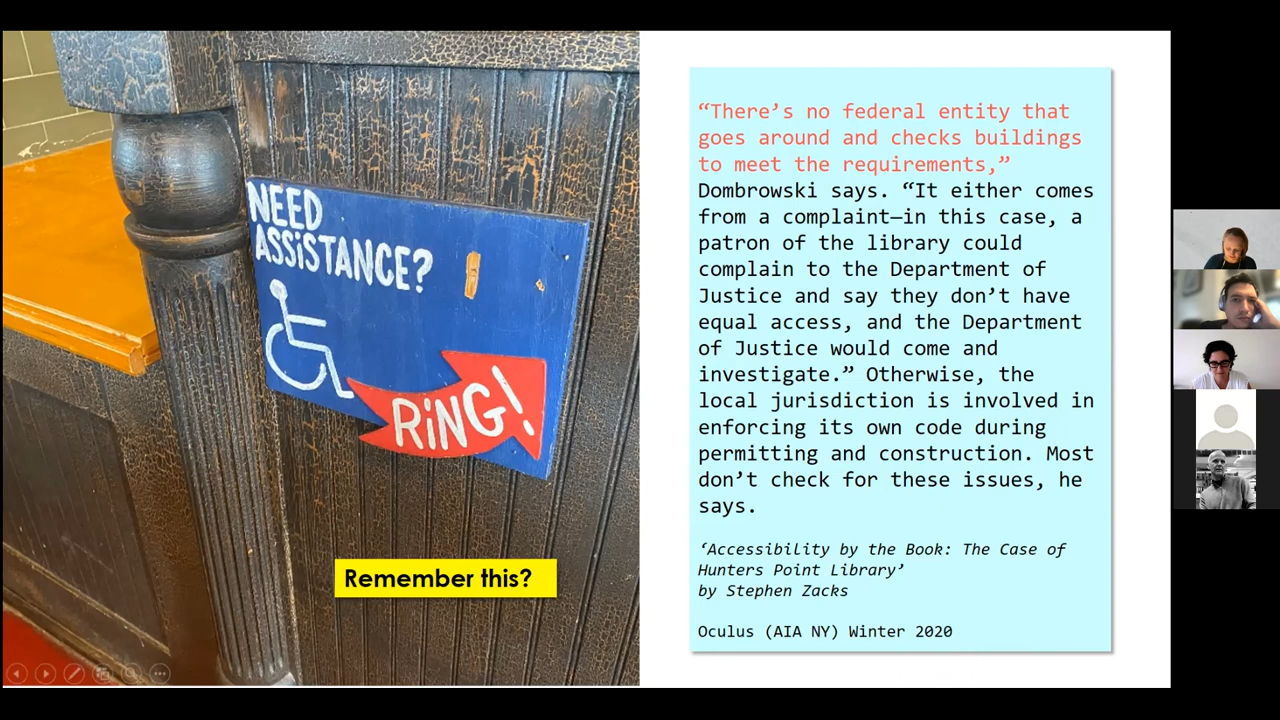 NEED
ASSiSTANCE?
RiNG!
Remember this?
“There’s no federal entity that
goes around and checks buildings
to meet the requirements,”
Dombrowski says. “It either comes
from a complaint—in this case, a
patron of the library could
complain to the Department of
Justice and say they don’t have
equal access, and the Department
of Justice would come and
investigate.” Otherwise, the
local jurisdiction is involved in
enforcing its own code during
permitting and construction. Most
don’t check for these issues, he
says.
‘Accessibility by the Book: The Case of
Hunters Point Library’
by Stephen Zacks
Oculus (AIA NY) Winter 2020